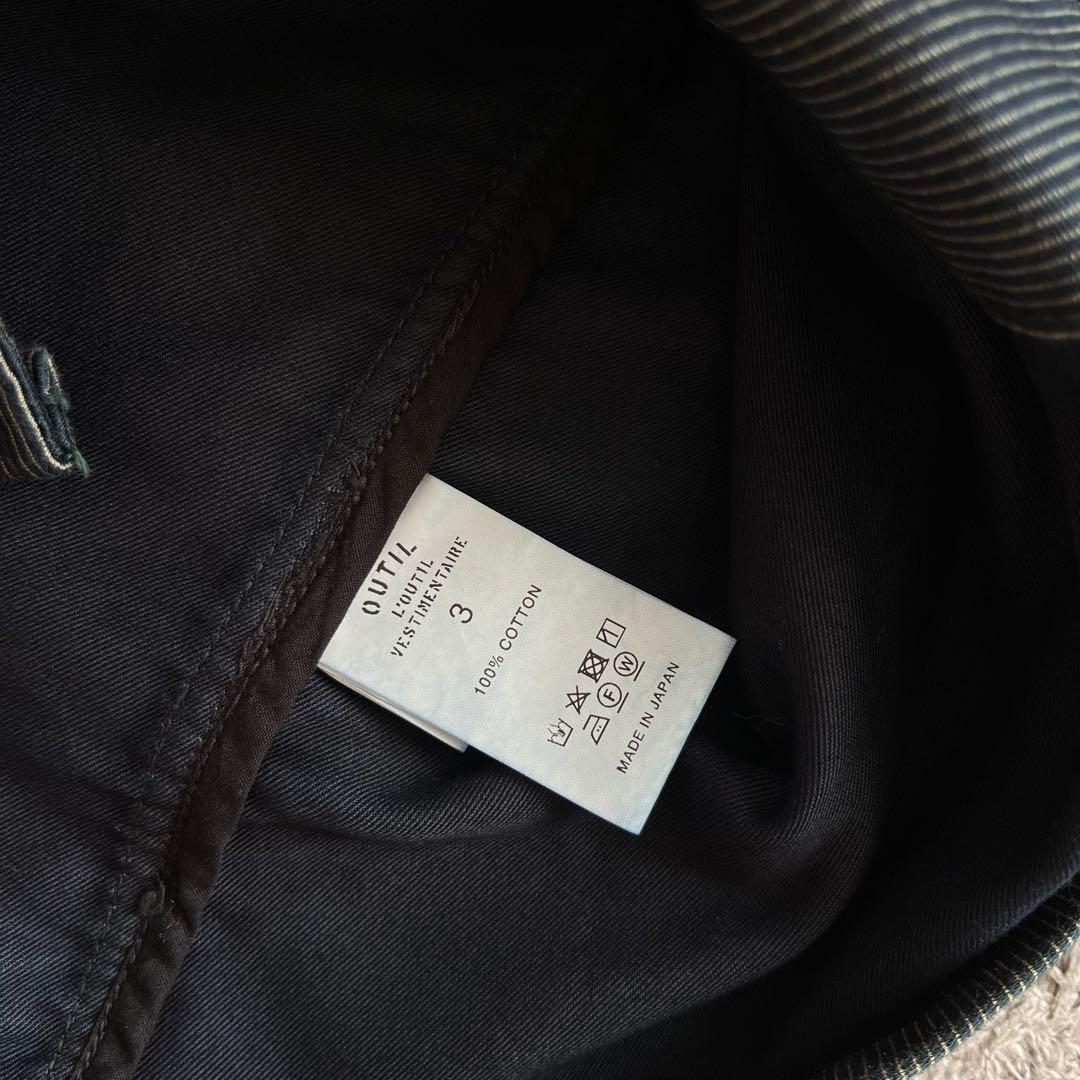 OUTIL
L'OUTIL
VESTIMENTAIRE
3
100% COTTON
F W
MADE IN JAPAN